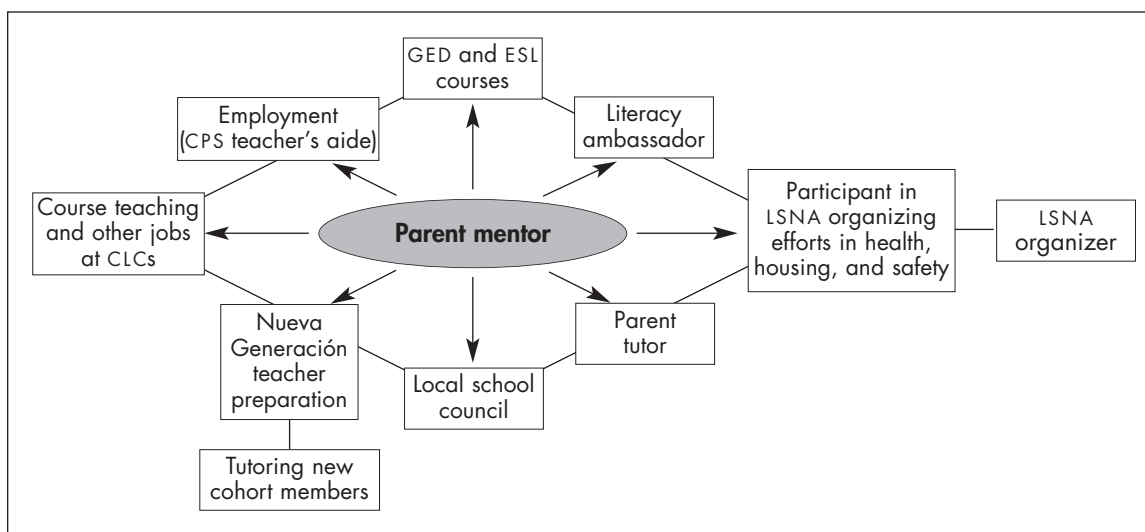 GED and ESL
courses
Employment
(CPS teacher's aide)
Literacy
ambassador
Course teaching
and other jobs
at CLCs
Parent mentor
Participant in
LSNA organizing
efforts in health,
housing, and safety
LSNA
organizer
Nueva
Generación
teacher
preparation
Local school
council
Parent
tutor
Tutoring new
cohort members